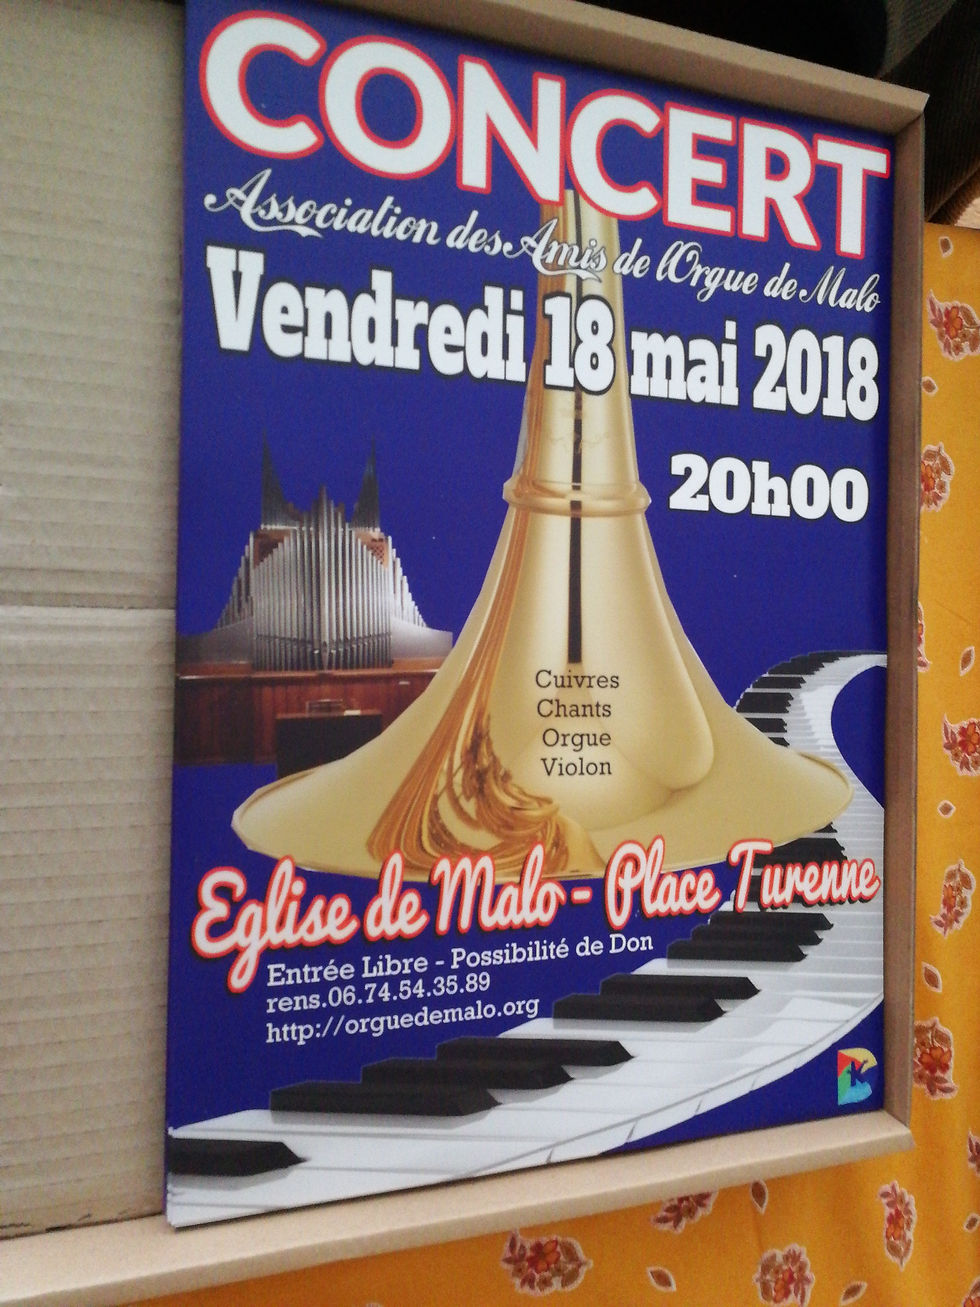 CONCERT
Association des Amis de l'Orgue de Malo
Vendredi 18 mai 2018
20h00
Cuivres
Chants
Orgue
Violon
Eglise de Malo - Place Turenne
Entrée Libre - Possibilité de Don
rens.06.74.54.35.89
http://orguedemalo.org